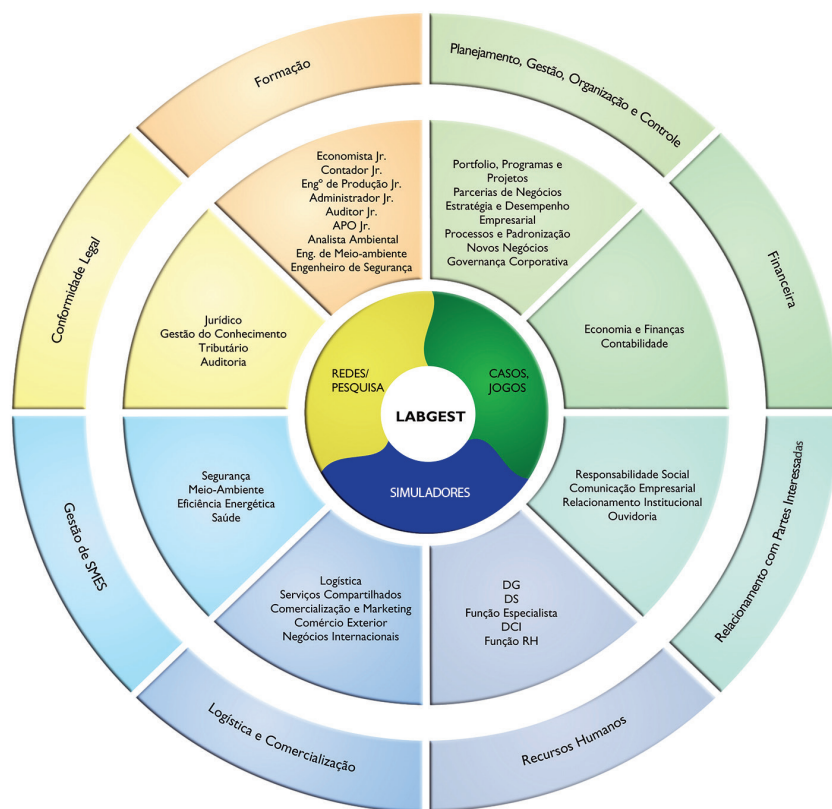 Formação
Planejamento, Gestão, Organização e Controle
Financeira
Relacionamento com Partes Interessadas
Recursos Humanos
Logística e Comercialização
Gestão de SMES
Conformidade Legal
Economista Jr.
Contador Jr.
Engº de Produção Jr.
Administrador Jr.
Auditor Jr.
APO Jr.
Analista Ambiental
Eng. de Meio-ambiente
Engenheiro de Segurança
Portfolio, Programas e
Projetos
Parcerias de Negócios
Estratégia e Desempenho
Empresarial
Processos e Padronização
Novos Negócios
Governança Corporativa
Economia e Finanças
Contabilidade
Responsabilidade Social
Comunicação Empresarial
Relacionamento Institucional
Ouvidoria
DG
DS
Função Especialista
DCI
Função RH
Logística
Serviços Compartilhados
Comercialização e Marketing
Comércio Exterior
Negócios Internacionais
Segurança
Meio-Ambiente
Eficiência Energética
Saúde
Jurídico
Gestão do Conhecimento
Tributário
Auditoria
REDES/
PESQUISA
CASOS,
JOGOS
LABGEST
SIMULADORES